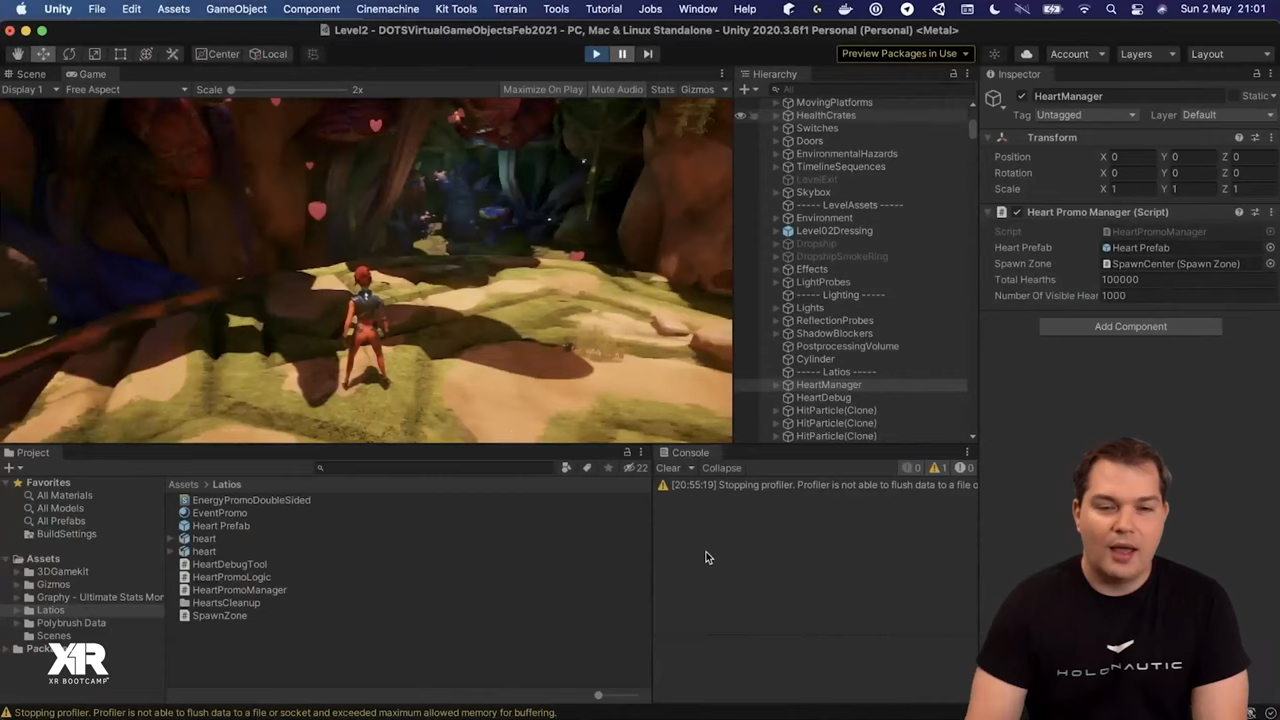 Unity File Edit Assets GameObject Component Cinemachine Kit Tools Terrain Tools Tutorial Jobs Window Help Sun 2 May 21:01
Level2 - DOTSVirtualGameObjectsFeb2021 - PC, Mac & Linux Standalone - Unity 2020.3.6f1 Personal (Personal) <Metal>
Center Local Preview Packages in Use Account Layers Layout
Scene Game
Display 1 Free Aspect Scale 2x Maximize On Play Mute Audio Stats Gizmos
Hierarchy
All
MovingPlatforms
HealthCrates
Switches
Doors
EnvironmentalHazards
TimelineSequences
LevelExit
Skybox
----- LevelAssets -----
Environment
Level02Dressing
Dropship
DropshipSmokeRing
Effects
LightProbes
----- Lighting -----
Lights
ReflectionProbes
ShadowBlockers
PostprocessingVolume
Cylinder
----- Latios -----
HeartManager
HeartDebug
HitParticle(Clone)
HitParticle(Clone)
HitParticle(Clone)
Inspector
HeartManager Static
Tag Untagged Layer Default
Transform
Position X 0 Y 0 Z 0
Rotation X 0 Y 0 Z 0
Scale X 1 Y 1 Z 1
# Heart Promo Manager (Script)
Script HeartPromoManager
Heart Prefab Heart Prefab
Spawn Zone SpawnCenter (Spawn Zone)
Total Hearths 100000
Number Of Visible Hear 1000
Add Component
Project
22
Favorites
All Materials
All Models
All Prefabs
BuildSettings
Assets
3DGamekit
Gizmos
Graphy - Ultimate Stats Mon
Latios
Polybrush Data
Scenes
Pack
Assets > Latios
EnergyPromoDoubleSided
EventPromo
Heart Prefab
heart
heart
HeartDebugTool
HeartPromoLogic
HeartPromoManager
HeartsCleanup
SpawnZone
Console
Clear Collapse 0 1 0
[20:55:19] Stopping profiler. Profiler is not able to flush data to a file o
Stopping profiler. Profiler is not able to flush data to a file or socket and exceeded maximum allowed memory for buffering.
XR
XR BOOTCAMP
HOLONAUTIC